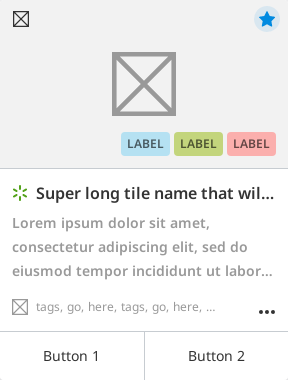 LABEL LABEL LABEL
Super long tile name that wil...
Lorem ipsum dolor sit amet,
consectetur adipiscing elit, sed do
eiusmod tempor incididunt ut labor...
tags, go, here, tags, go, here, ...
Button 1 Button 2